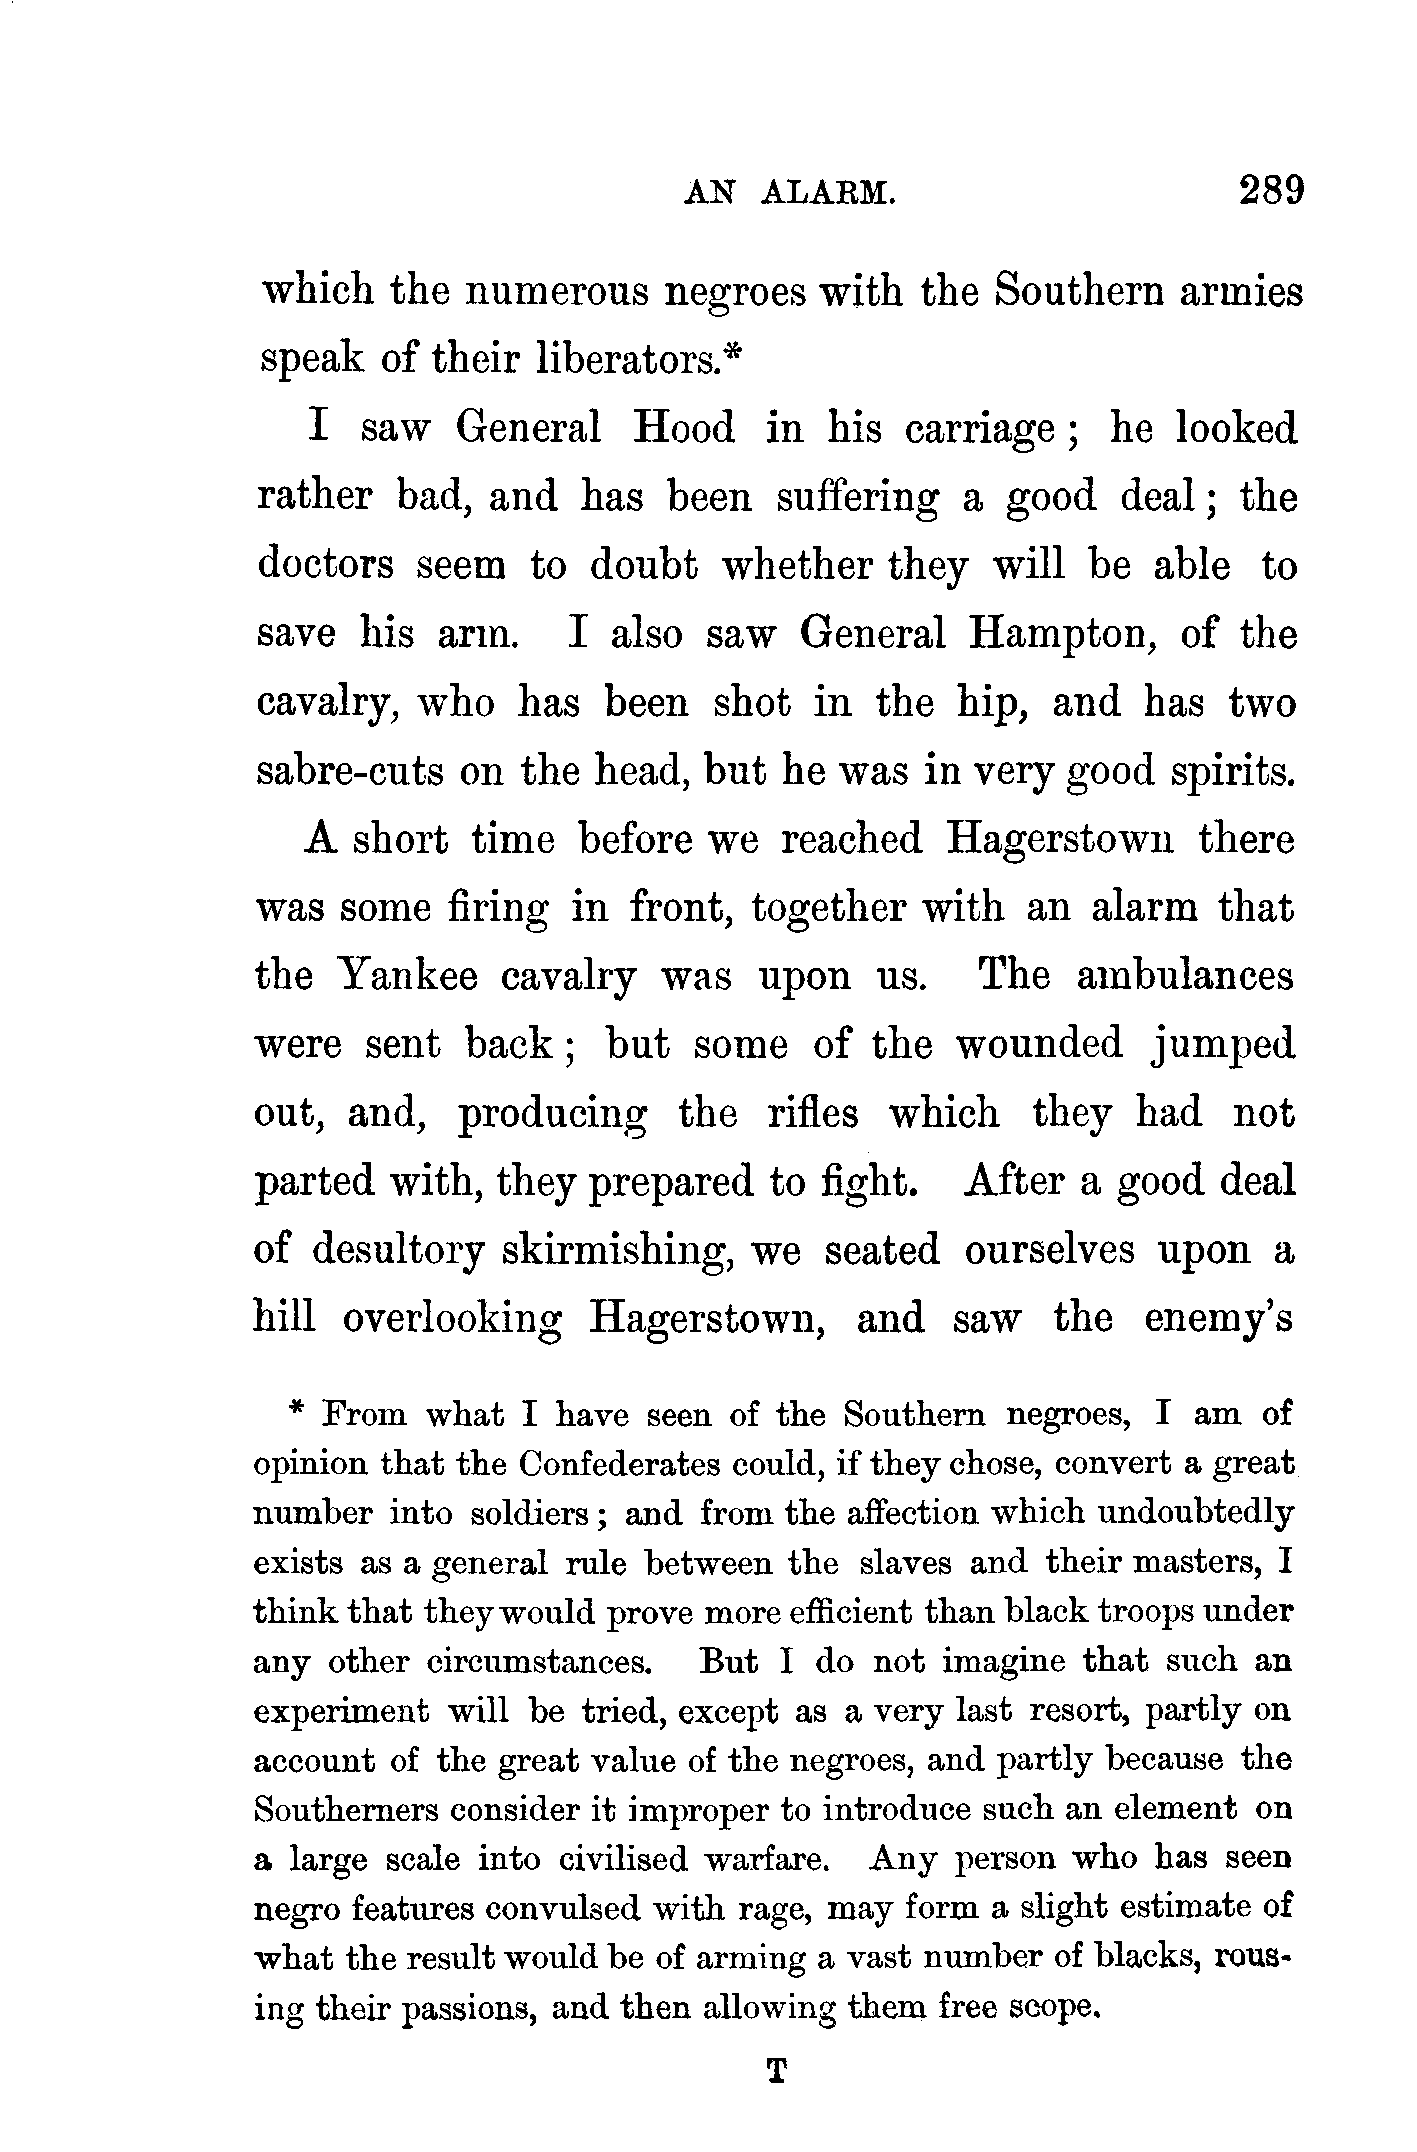 AN ALARM. 289
which the numerous negroes with the Southern armies
speak of their liberators.*
I saw General Hood in his carriage ; he looked
rather bad, and has been suffering a good deal ; the
doctors seem to doubt whether they will be able to
save his arm. I also saw General Hampton, of the
cavalry, who has been shot in the hip, and has two
sabre-cuts on the head, but he was in very good spirits.
A short time before we reached Hagerstown there
was some firing in front, together with an alarm that
the Yankee cavalry was upon us. The ambulances
were sent back ; but some of the wounded jumped
out, and, producing the rifles which they had not
parted with, they prepared to fight. After a good deal
of desultory skirmishing, we seated ourselves upon a
hill overlooking Hagerstown, and saw the enemy's
* From what I have seen of the Southern negroes, I am of
opinion that the Confederates could, if they chose, convert a great
number into soldiers ; and from the affection which undoubtedly
exists as a general rule between the slaves and their masters, I
think that they would prove more efficient than black troops under
any other circumstances. But I do not imagine that such an
experiment will be tried, except as a very last resort, partly on
account of the great value of the negroes, and partly because the
Southerners consider it improper to introduce such an element on
a large scale into civilised warfare. Any person who has seen
negro features convulsed with rage, may form a slight estimate of
what the result would be of arming a vast number of blacks, rous-
ing their passions, and then allowing them free scope.
T